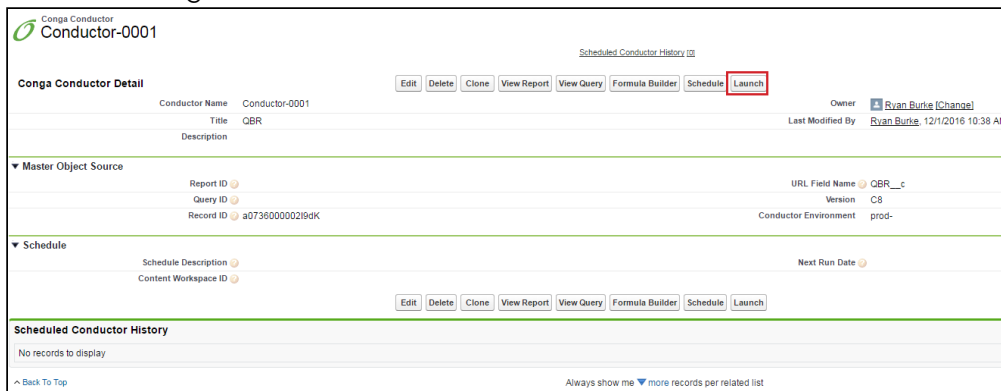 Conga Conductor
Conductor-0001
Scheduled Conductor History [0]
Conga Conductor Detail
Edit Delete Clone View Report View Query Formula Builder Schedule Launch
Conductor Name Conductor-0001 Owner Ryan Burke [Change]
Title QBR Last Modified By Ryan Burke, 12/1/2016 10:38 AM
Description
▼ Master Object Source
Report ID URL Field Name QBR__c
Query ID Version C8
Record ID a0736000002I9dK Conductor Environment prod-
▼ Schedule
Schedule Description Next Run Date
Content Workspace ID
Edit Delete Clone View Report View Query Formula Builder Schedule Launch
Scheduled Conductor History
No records to display
^ Back To Top Always show me ▼ more records per related list